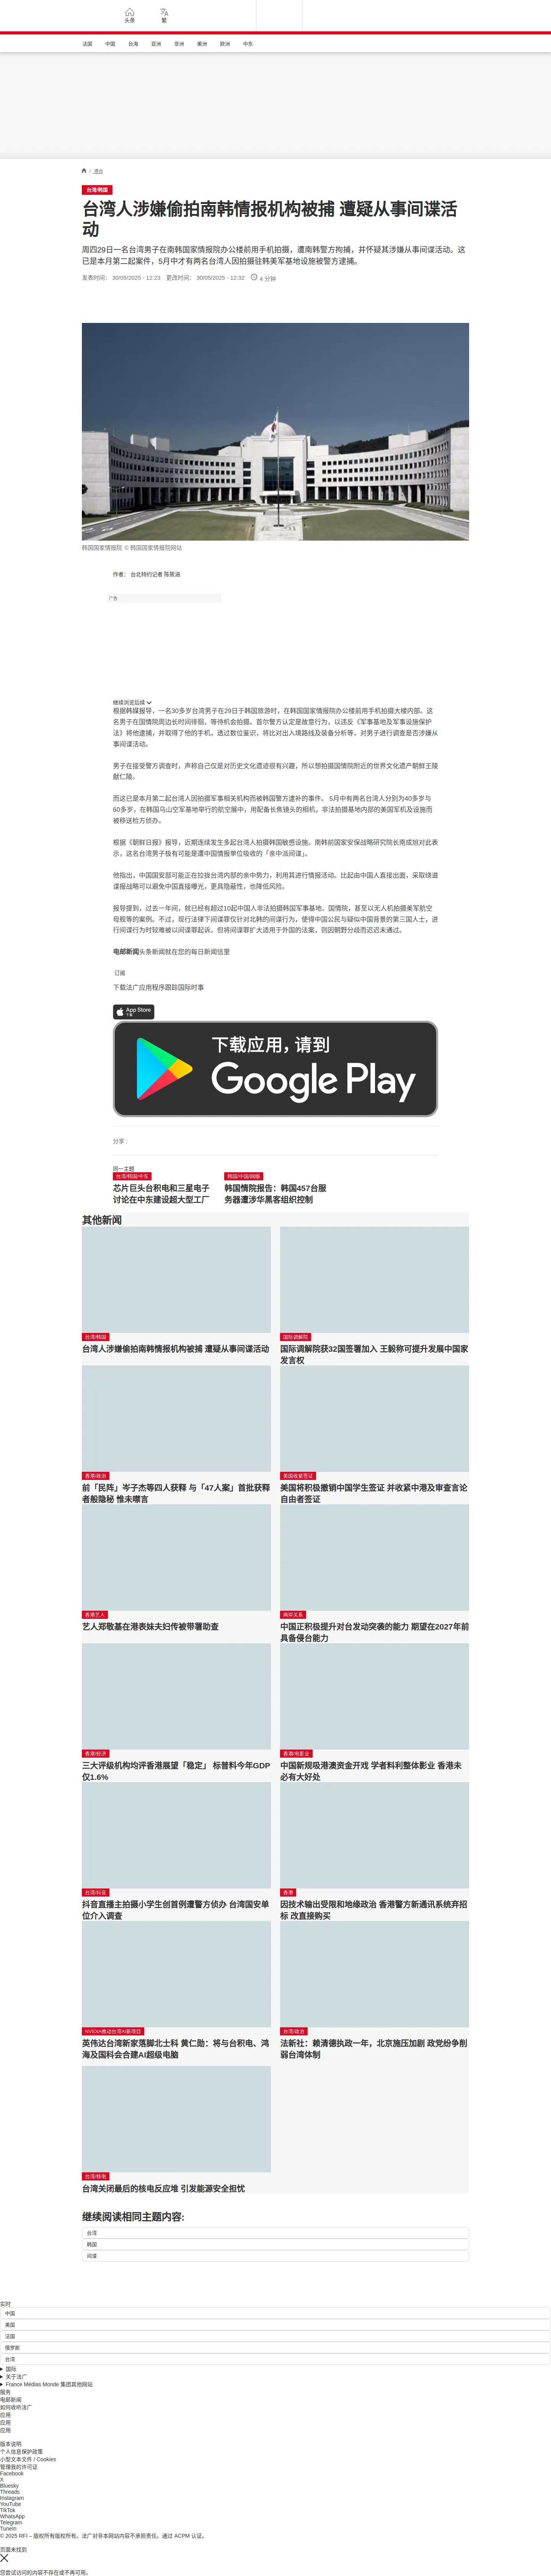 头条
繁
法国
中国
台海
亚洲
非洲
美洲
欧洲
中东
/ 港台
台湾/韩国
台湾人涉嫌偷拍南韩情报机构被捕 遭疑从事间谍活
动
周四29日一名台湾男子在南韩国家情报院办公楼前用手机拍摄，遭南韩警方拘捕，并怀疑其涉嫌从事间谍活动。这
已是本月第二起案件，5月中才有两名台湾人因拍摄驻韩美军基地设施被警方逮捕。
发表时间： 30/05/2025 - 12:23 更改时间： 30/05/2025 - 12:32 4 分钟
韩国国家情报院 © 韩国国家情报院网站
作者： 台北特约记者 陈筱涵
广告
继续浏览后续
根据韩媒报导，一名30多岁台湾男子在29日于韩国旅游时，在韩国国家情报院办公楼前用手机拍摄大楼内部。这
名男子在国情院周边长时间徘徊，等待机会拍摄。首尔警方认定是故意行为，以违反《军事基地及军事设施保护
法》将他逮捕，并取得了他的手机，透过数位鉴识，将比对出入境路线及装备分析等，对男子进行调查是否涉嫌从
事间谍活动。
男子在接受警方调查时，声称自己仅是对历史文化遗迹很有兴趣，所以想拍摄国情院附近的世界文化遗产朝鲜王陵
献仁陵。
而这已是本月第二起台湾人因拍摄军事相关机构而被韩国警方逮补的事件。 5月中有两名台湾人分别为40多岁与
60多岁，在韩国乌山空军基地举行的航空展中，用配备长焦镜头的相机，非法拍摄基地内部的美国军机及设施而
被移送检方侦办。
根据《朝鲜日报》报导，近期连续发生多起台湾人拍摄韩国敏感设施。南韩前国家安保战略研究院长南成旭对此表
示，这名台湾男子极有可能是遭中国情报单位吸收的「亲中派间谍」。
他指出，中国国安部可能正在拉拔台湾内部的亲中势力，利用其进行情报活动。比起由中国人直接出面，采取绕道
谍报战略可以避免中国直接曝光，更具隐蔽性，也降低风险。
报导提到，过去一年间，就已经有超过10起中国人非法拍摄韩国军事基地、国情院，甚至以无人机拍摄美军航空
母舰等的案例。不过，现行法律下间谍罪仅针对北韩的间谍行为，使得中国公民与疑似中国背景的第三国人士，进
行间谍行为时较难被以间谍罪起诉。但将间谍罪扩大适用于外国的法案，则因朝野分歧而迟迟未通过。
电邮新闻头条新闻就在您的每日新闻信里
订阅
下载法广应用程序跟踪国际时事
App Store
下载
下载应用，请到
Google Play
分享 :
同一主题
台湾/韩国/中东
芯片巨头台积电和三星电子
讨论在中东建设超大型工厂
韩国/中国/网络
韩国情院报告：韩国457台服
务器遭涉华黑客组织控制
其他新闻
台湾/韩国
台湾人涉嫌偷拍南韩情报机构被捕 遭疑从事间谍活动
国际调解院
国际调解院获32国签署加入 王毅称可提升发展中国家
发言权
香港/政治
前「民阵」岑子杰等四人获释 与「47人案」首批获释
者般隐秘 惟未噤言
美国收紧签证
美国将积极撤销中国学生签证 并收紧中港及审查言论
自由者签证
香港艺人
艺人郑敬基在港表妹夫妇传被带署助查
两岸关系
中国正积极提升对台发动突袭的能力 期望在2027年前
具备侵台能力
香港/经济
三大评级机构均评香港展望「稳定」 标普料今年GDP
仅1.6%
香港/电影业
中国新规吸港澳资金开戏 学者料利整体影业 香港未
必有大好处
台湾/抖音
抖音直播主拍摄小学生创首例遭警方侦办 台湾国安单
位介入调查
香港
因技术输出受限和地缘政治 香港警方新通讯系统弃招
标 改直接购买
NVIDIA推动台湾AI新项目
英伟达台湾新家落脚北士科 黄仁勋：将与台积电、鸿
海及国科会合建AI超级电脑
台湾/政治
法新社：赖清德执政一年，北京施压加剧 政党纷争削
弱台湾体制
台湾/核电
台湾关闭最后的核电反应堆 引发能源安全担忧
继续阅读相同主题内容:
台湾
韩国
间谍
实时
中国
美国
法国
俄罗斯
台湾
国际
关于法广
France Médias Monde 集团其他网站
服务
电邮新闻
如何收听法广
应用
应用
应用
版本说明
个人信息保护政策
小型文本文件 / Cookies
管理我的许可证
Facebook
X
Bluesky
Threads
Instagram
YouTube
TikTok
WhatsApp
Telegram
TuneIn
© 2025 RFI – 版权所有版权所有。法广对非本网站内容不承担责任。通过 ACPM 认证。
页面未找到
您尝试访问的内容不存在或不再可用。